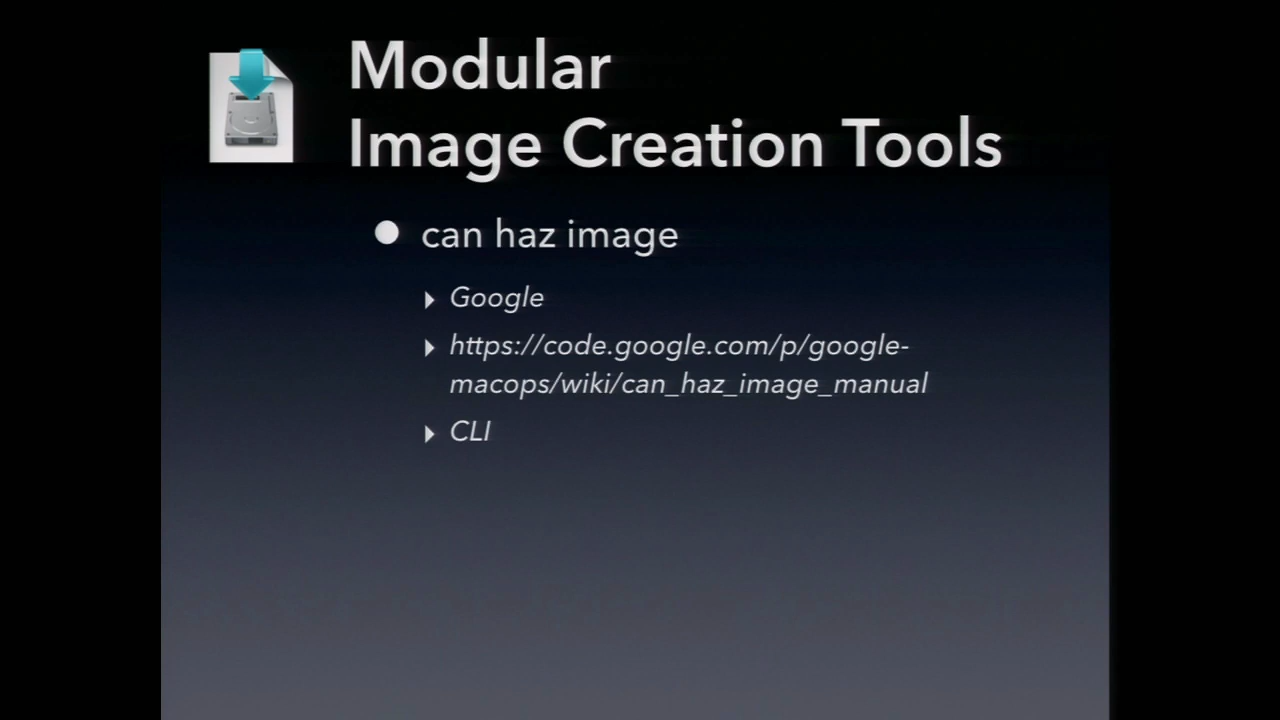 Modular
Image Creation Tools
can haz image
Google
https://code.google.com/p/google-
macops/wiki/can_haz_image_manual
CLI